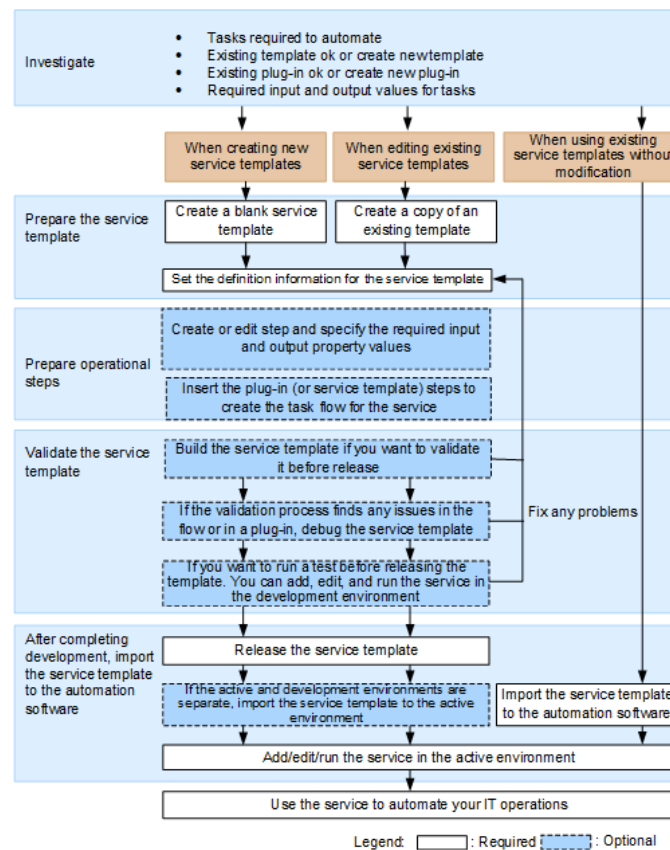 Investigate
• Tasks required to automate
• Existing template ok or create newtemplate
• Existing plug-in ok or create new plug-in
• Required input and output values for tasks
When creating new
service templates
When editing existing
service templates
When using existing
service templates without
modification
Prepare the service
template
Create a blank service
template
Create a copy of an
existing template
Set the definition information for the service template
Prepare operational
steps
Create or edit step and specify the required input
and output property values
Insert the plug-in (or service template) steps to
create the task flow for the service
Validate the service
template
Build the service template if you want to validate
it before release
If the validation process finds any issues in the
flow or in a plug-in, debug the service template
Fix any problems
If you want to run a test before releasing the
template. You can add, edit, and run the service in
the development environment
After completing
development, import
the service template
to the automation
software
Release the service template
If the active and development environments are
separate, import the service template to the active
environment
Import the service template
to the automation software
Add/edit/run the service in the active environment
Use the service to automate your IT operations
Legend: : Required : Optional